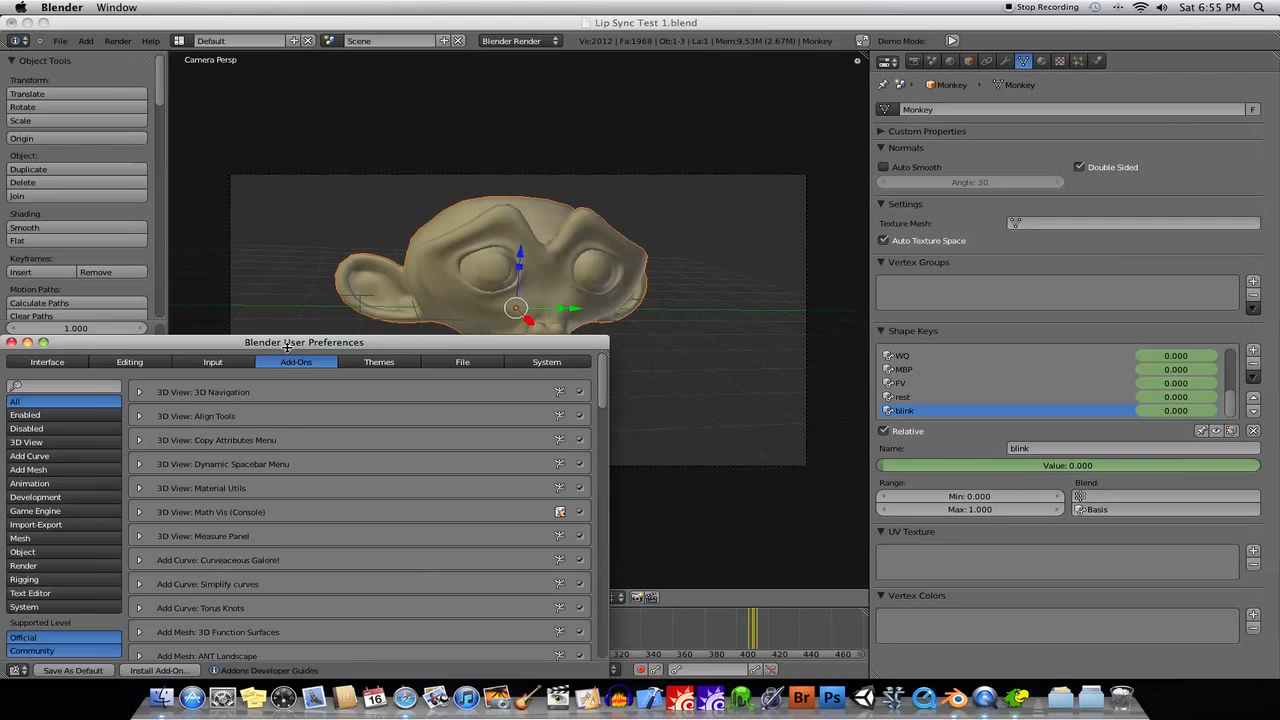 Blender Window Stop Recording Sat 6:55 PM
Lip Sync Test 1.blend
File Add Render Help Default Scene Blender Render Ve:2012 | Fa:1968 | Ob:1-3 | La:1 | Mem:9.53M (2.67M) | Monkey Demo Mode:
Object Tools
Transform:
Translate
Rotate
Scale
Origin
Object:
Duplicate
Delete
Join
Shading:
Smooth
Flat
Keyframes:
Insert Remove
Motion Paths:
Calculate Paths
Clear Paths
1.000
Camera Persp
Monkey Monkey
Monkey F
Custom Properties
Normals
Auto Smooth Double Sided
Angle: 30
Settings
Texture Mesh:
Auto Texture Space
Vertex Groups
Shape Keys
WQ 0.000
MBP 0.000
FV 0.000
rest 0.000
blink 0.000
Relative
Name: blink
Value: 0.000
Range: Blend:
Min: 0.000
Max: 1.000 Basis
UV Texture
Vertex Colors
Blender User Preferences
Interface Editing Input Add-Ons Themes File System
All
Enabled
Disabled
3D View
Add Curve
Add Mesh
Animation
Development
Game Engine
Import-Export
Mesh
Object
Render
Rigging
Text Editor
System
Supported Level
Official
Community
3D View: 3D Navigation
3D View: Align Tools
3D View: Copy Attributes Menu
3D View: Dynamic Spacebar Menu
3D View: Material Utils
3D View: Math Vis (Console)
3D View: Measure Panel
Add Curve: Curveaceous Galore!
Add Curve: Simplify curves
Add Curve: Torus Knots
Add Mesh: 3D Function Surfaces
Add Mesh: ANT Landscape
Save As Default Install Add-On... Addons Developer Guides
320 340 360 380 400 420 440 460
16 Br Ps